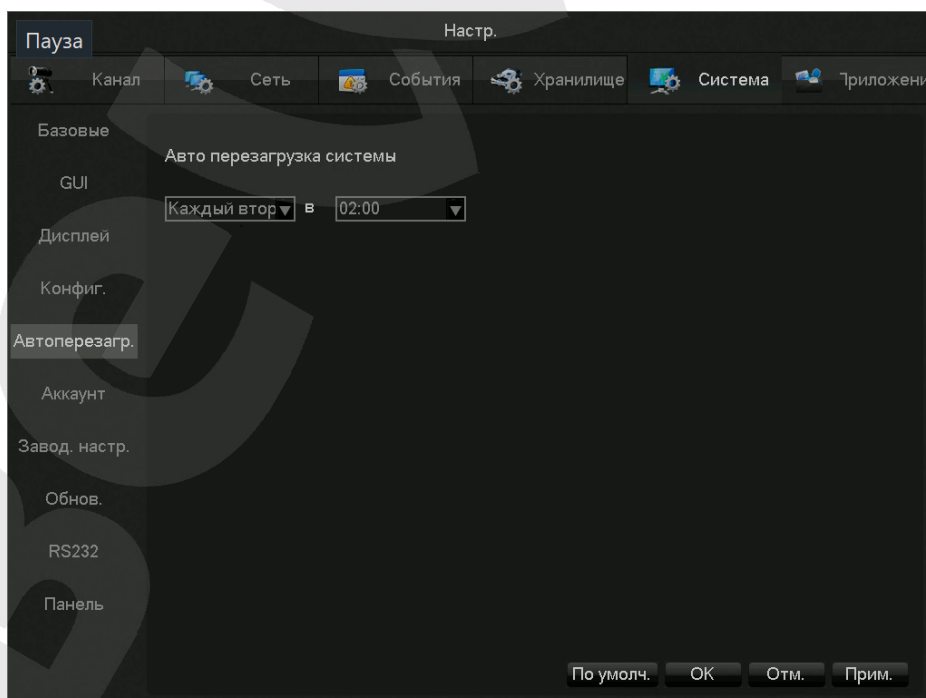 Настр.
Пауза
Канал
Сеть
События
Хранилище
Система
Приложени
Базовые
GUI
Дисплей
Конфиг.
Автоперезагр.
Аккаунт
Завод. настр.
Обнов.
RS232
Панель
Авто перезагрузка системы
Каждый втор в 02:00
По умолч. OK Отм. Прим.